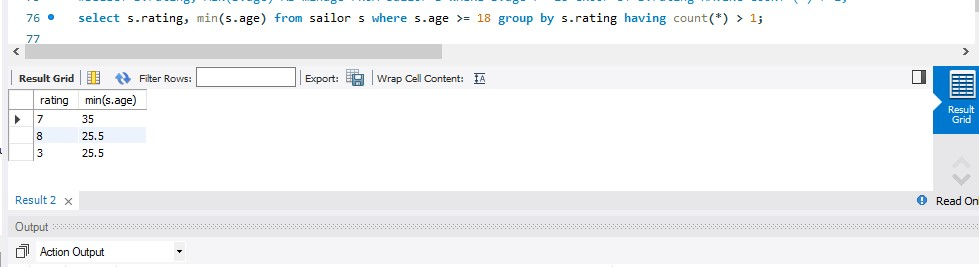 76 select s.rating, min(s.age) from sailor s where s.age >= 18 group by s.rating having count(*) > 1;
77
Result Grid Filter Rows: Export: Wrap Cell Content: IA
rating min(s.age)
7 35
8 25.5
3 25.5
Result Grid
Result 2 x
Read On
Output
Action Output